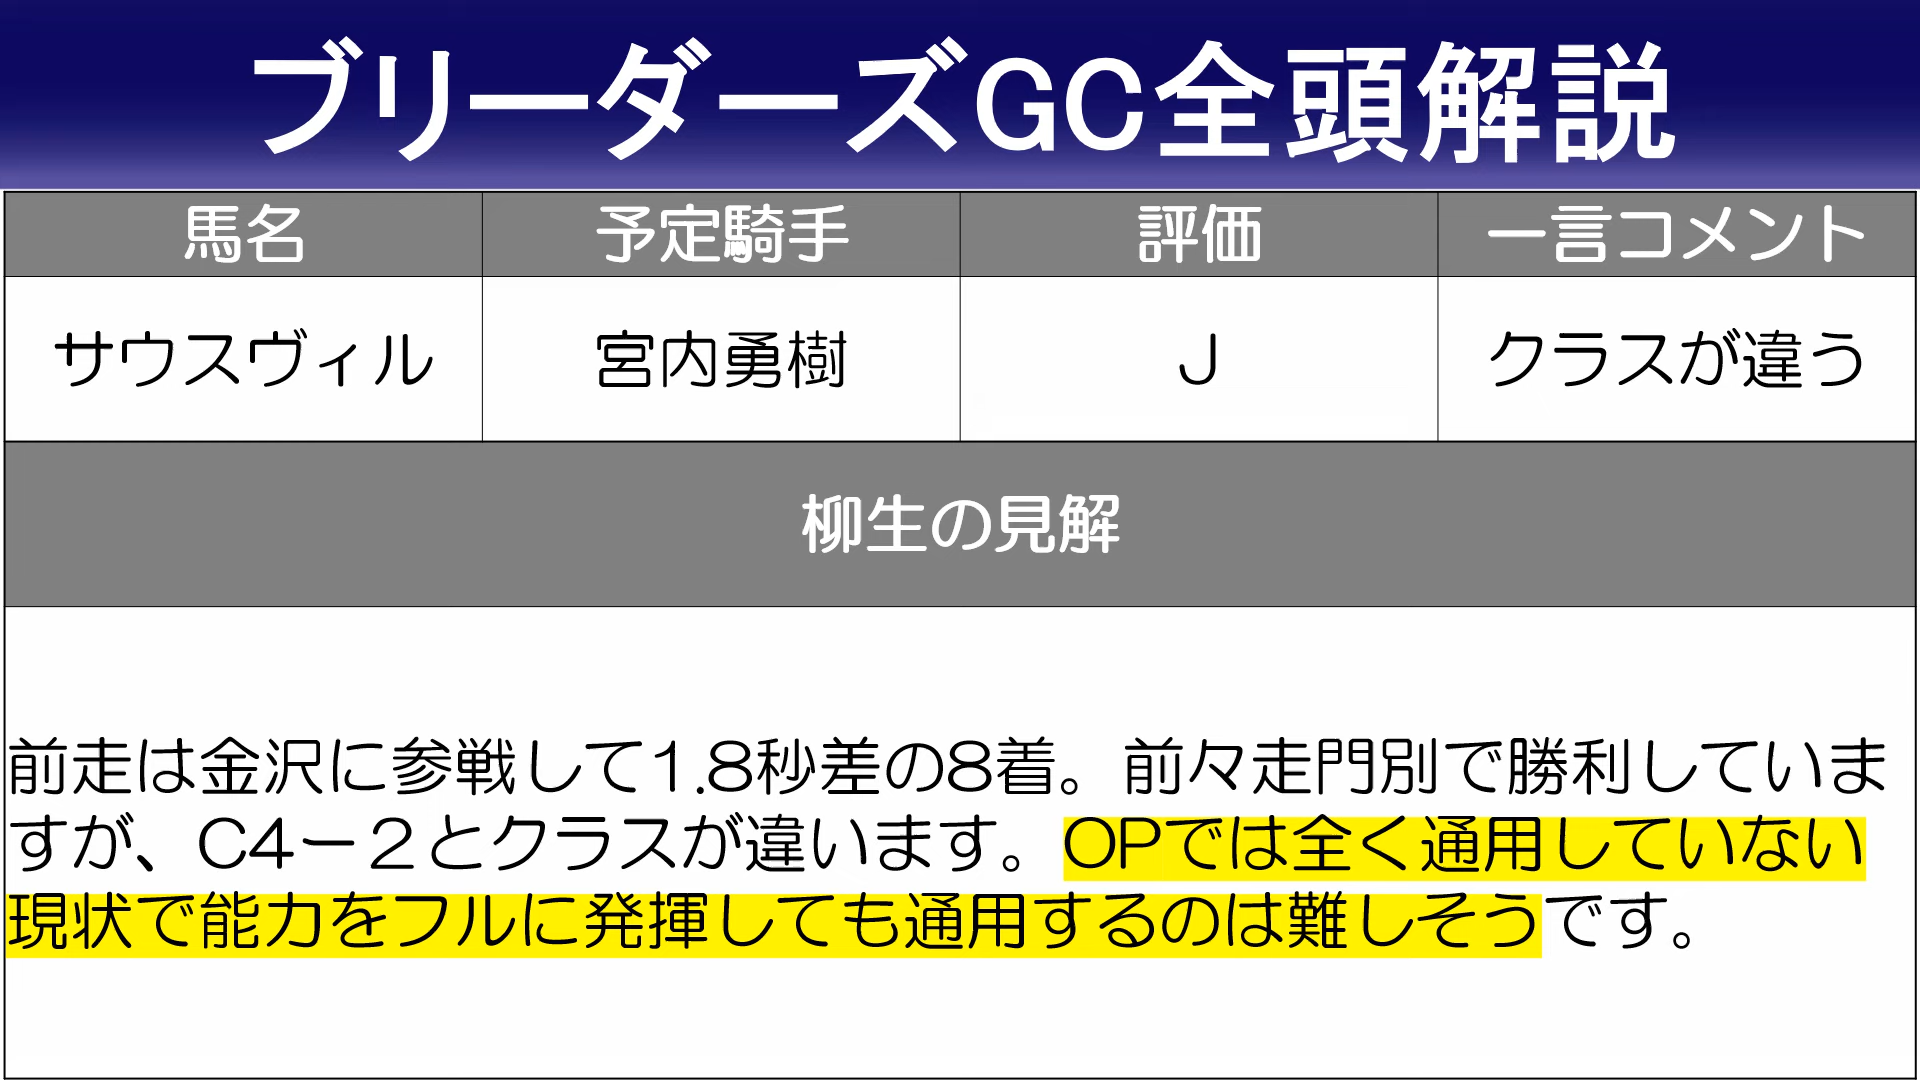 ブリーダーズGC全頭解説
馬名 予定騎手 評価 一言コメント
サウスヴィル 宮内勇樹 J クラスが違う
柳生の見解
前走は金沢に参戦して1.8秒差の8着。前々走門別で勝利していま
すが、C4－２とクラスが違います。OPでは全く通用していない
現状で能力をフルに発揮しても通用するのは難しそうです。